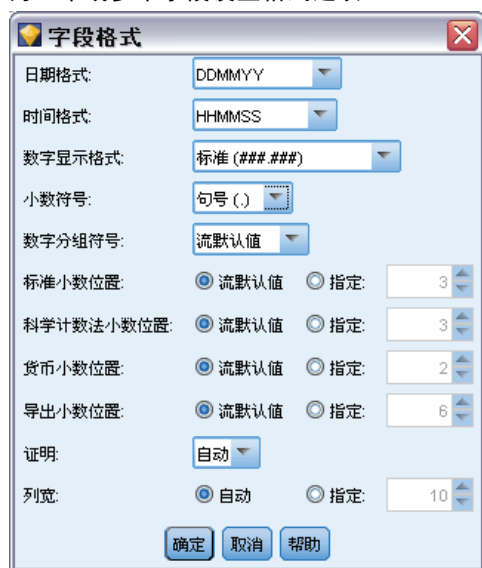 字段格式
日期格式: DDMMYY
时间格式: HHMMSS
数字显示格式: 标准 (###.###)
小数符号: 句号 (.)
数字分组符号: 流默认值
标准小数位置: 流默认值 指定: 3
科学计数法小数位置: 流默认值 指定: 3
货币小数位置: 流默认值 指定: 2
导出小数位置: 流默认值 指定: 6
证明: 自动
列宽: 自动 指定: 10
确定 取消 帮助